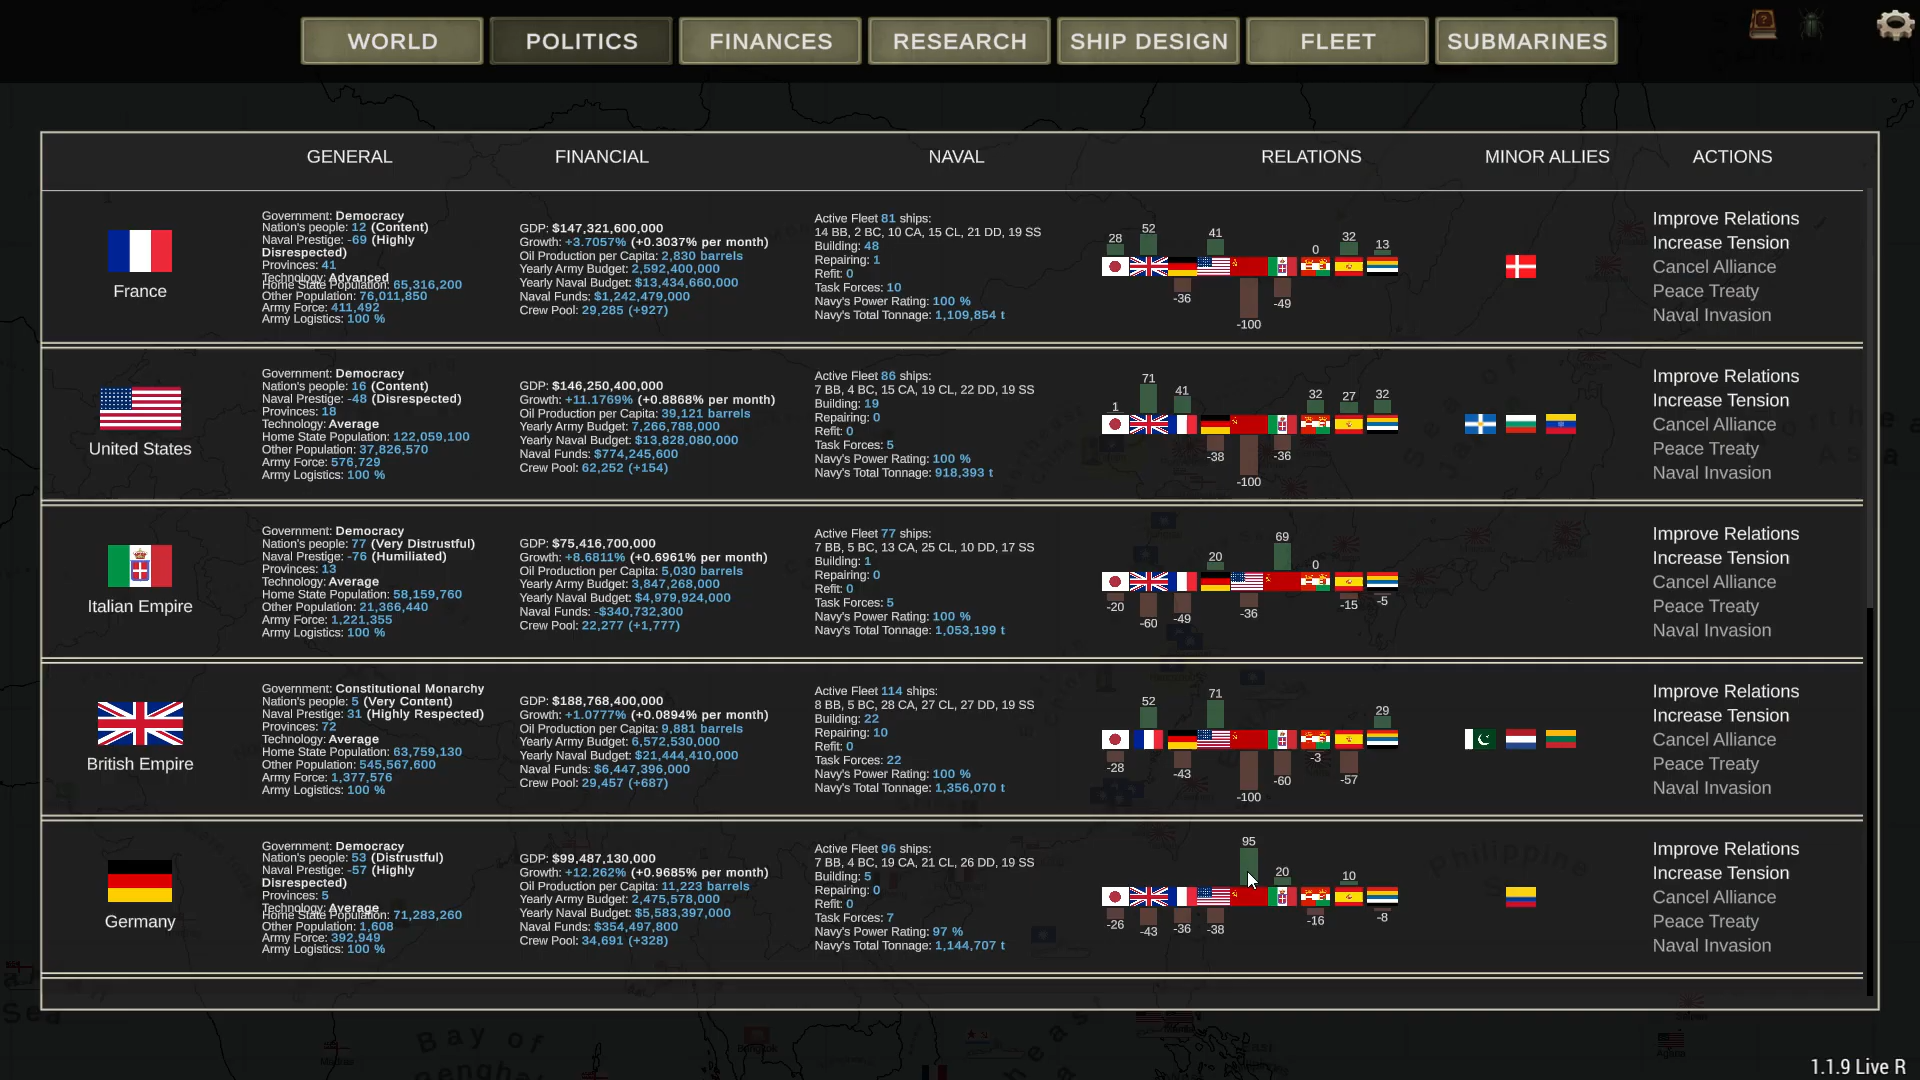 WORLD
POLITICS
FINANCES
RESEARCH
SHIP DESIGN
FLEET
SUBMARINES
GENERAL
FINANCIAL
NAVAL
RELATIONS
MINOR ALLIES
ACTIONS
France
Government: Democracy
Nation's people: 12 (Content)
Naval Prestige: -69 (Highly
Disrespected)
Provinces: 41
Technology: Advanced
Home State Population: 65,316,200
Other Population: 76,011,850
Army Force: 411,492
Army Logistics: 100 %
GDP: $147,321,600,000
Growth: +3.7057% (+0.3037% per month)
Oil Production per Capita: 2,830 barrels
Yearly Army Budget: 2,592,400,000
Yearly Naval Budget: $13,434,660,000
Naval Funds: $1,242,479,000
Crew Pool: 29,285 (+927)
Active Fleet 81 ships:
14 BB, 2 BC, 10 CA, 15 CL, 21 DD, 19 SS
Building: 48
Repairing: 1
Refit: 0
Task Forces: 10
Navy's Power Rating: 100 %
Navy's Total Tonnage: 1,109,854 t
28 52 41 0 32 13
-36 -100 -49
Improve Relations
Increase Tension
Cancel Alliance
Peace Treaty
Naval Invasion
United States
Government: Democracy
Nation's people: 16 (Content)
Naval Prestige: -48 (Disrespected)
Provinces: 18
Technology: Average
Home State Population: 122,059,100
Other Population: 37,826,570
Army Force: 576,729
Army Logistics: 100 %
GDP: $146,250,400,000
Growth: +11.1769% (+0.8868% per month)
Oil Production per Capita: 39,121 barrels
Yearly Army Budget: 7,266,788,000
Yearly Naval Budget: $13,828,080,000
Naval Funds: $774,245,600
Crew Pool: 62,252 (+154)
Active Fleet 86 ships:
7 BB, 4 BC, 15 CA, 19 CL, 22 DD, 19 SS
Building: 19
Repairing: 0
Refit: 0
Task Forces: 5
Navy's Power Rating: 100 %
Navy's Total Tonnage: 918,393 t
1 71 41 32 27 32
-38 -100 -36
Improve Relations
Increase Tension
Cancel Alliance
Peace Treaty
Naval Invasion
Italian Empire
Government: Democracy
Nation's people: 77 (Very Distrustful)
Naval Prestige: -76 (Humiliated)
Provinces: 13
Technology: Average
Home State Population: 58,159,760
Other Population: 21,366,440
Army Force: 1,221,355
Army Logistics: 100 %
GDP: $75,416,700,000
Growth: +8.6811% (+0.6961% per month)
Oil Production per Capita: 5,030 barrels
Yearly Army Budget: 3,847,268,000
Yearly Naval Budget: $4,979,924,000
Naval Funds: -$340,732,300
Crew Pool: 22,277 (+1,777)
Active Fleet 77 ships:
7 BB, 5 BC, 13 CA, 25 CL, 10 DD, 17 SS
Building: 1
Repairing: 0
Refit: 0
Task Forces: 5
Navy's Power Rating: 100 %
Navy's Total Tonnage: 1,053,199 t
20 69 0
-20 -60 -49 -36 -15 -5
Improve Relations
Increase Tension
Cancel Alliance
Peace Treaty
Naval Invasion
British Empire
Government: Constitutional Monarchy
Nation's people: 5 (Very Content)
Naval Prestige: 31 (Highly Respected)
Provinces: 72
Technology: Average
Home State Population: 63,759,130
Other Population: 545,567,600
Army Force: 1,377,576
Army Logistics: 100 %
GDP: $188,768,400,000
Growth: +1.0777% (+0.0894% per month)
Oil Production per Capita: 9,881 barrels
Yearly Army Budget: 6,572,530,000
Yearly Naval Budget: $21,444,410,000
Naval Funds: $6,447,396,000
Crew Pool: 29,457 (+687)
Active Fleet 114 ships:
8 BB, 5 BC, 28 CA, 27 CL, 27 DD, 19 SS
Building: 22
Repairing: 10
Refit: 0
Task Forces: 22
Navy's Power Rating: 100 %
Navy's Total Tonnage: 1,356,070 t
52 71 29
-28 -43 -100 -60 -3 -57
Improve Relations
Increase Tension
Cancel Alliance
Peace Treaty
Naval Invasion
Germany
Government: Democracy
Nation's people: 53 (Distrustful)
Naval Prestige: -57 (Highly
Disrespected)
Provinces: 5
Technology: Average
Home State Population: 71,283,260
Other Population: 1,608
Army Force: 392,949
Army Logistics: 100 %
GDP: $99,487,130,000
Growth: +12.262% (+0.9685% per month)
Oil Production per Capita: 11,223 barrels
Yearly Army Budget: 2,475,578,000
Yearly Naval Budget: $5,583,397,000
Naval Funds: $354,497,800
Crew Pool: 34,691 (+328)
Active Fleet 96 ships:
7 BB, 4 BC, 19 CA, 21 CL, 26 DD, 19 SS
Building: 5
Repairing: 0
Refit: 0
Task Forces: 7
Navy's Power Rating: 97 %
Navy's Total Tonnage: 1,144,707 t
95 20 10
-26 -43 -36 -38 -16 -8
Improve Relations
Increase Tension
Cancel Alliance
Peace Treaty
Naval Invasion
Philippine
Sea
Bay of
Bangkok
1.1.9 Live R